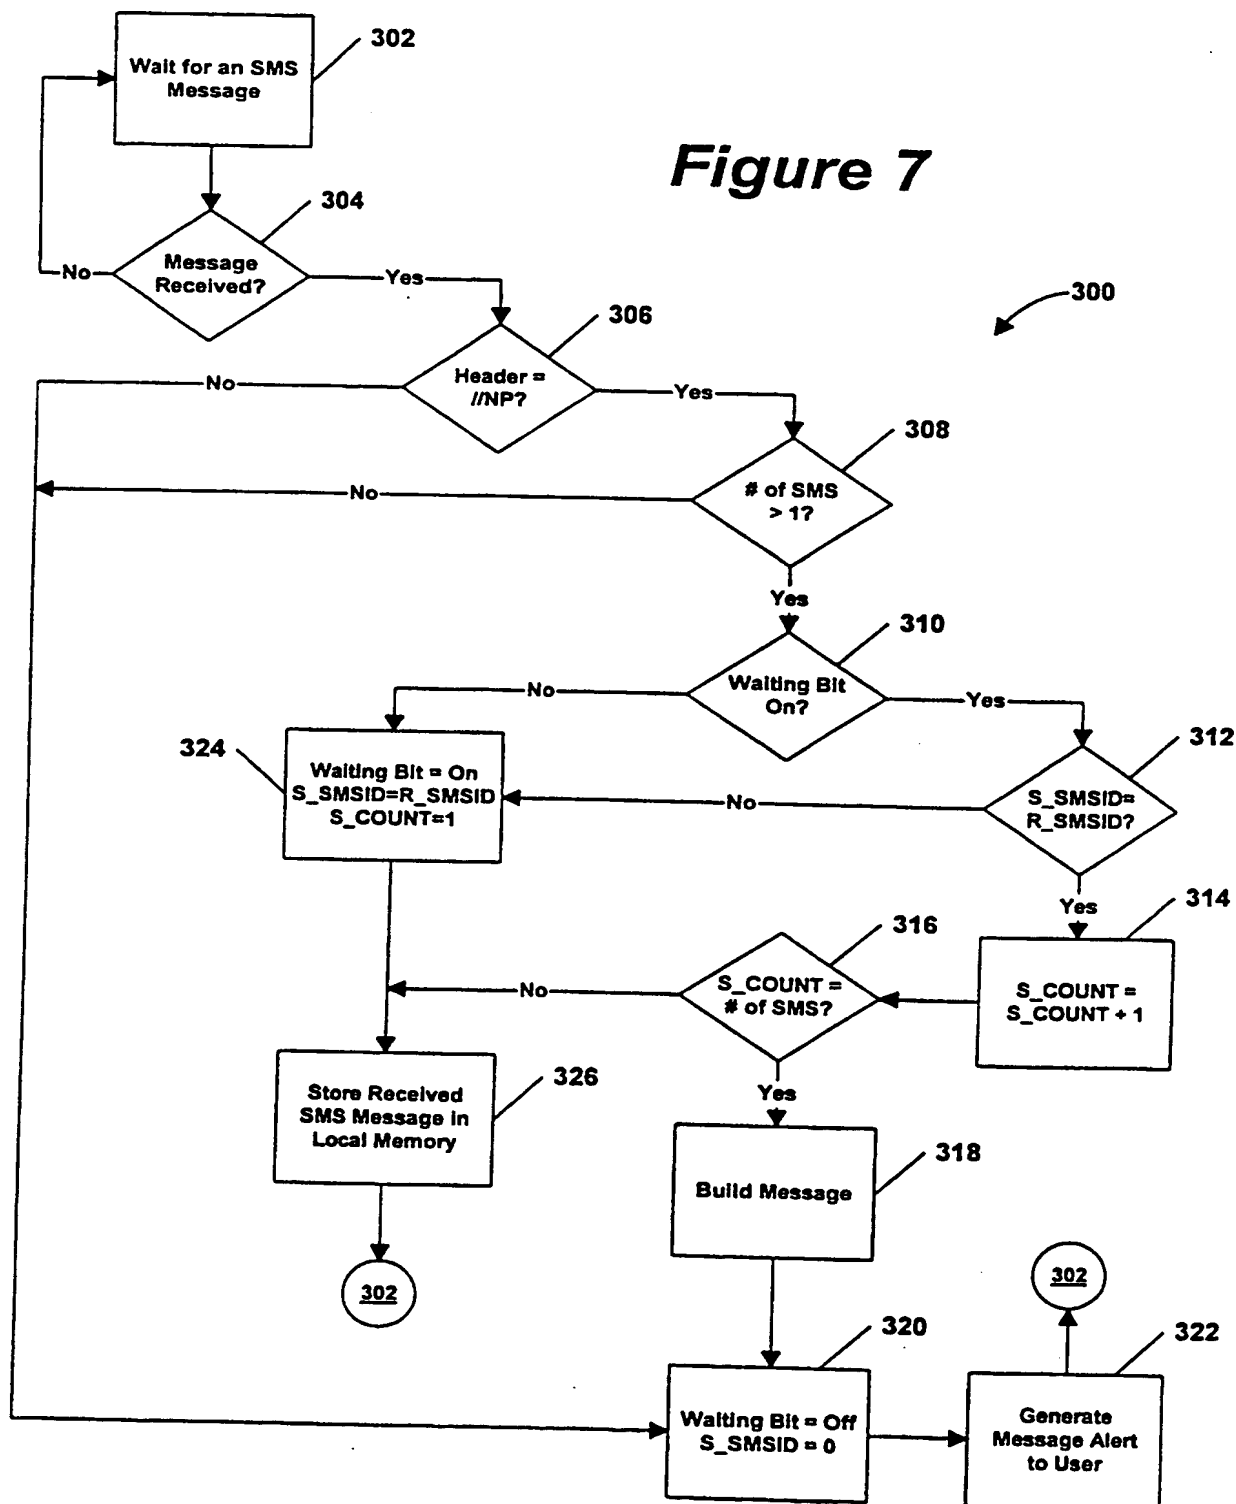 302
Wait for an SMS
Message
Figure 7
304
Message
Received?
No
Yes
300
306
Header =
//NP?
No
Yes
308
# of SMS
> 1?
No
Yes
310
Waiting Bit
On?
No
Yes
324
Waiting Bit = On
S_SMSID=R_SMSID
S_COUNT=1
312
S_SMSID=
R_SMSID?
No
Yes
314
316
S_COUNT =
# of SMS?
S_COUNT =
S_COUNT + 1
No
Yes
326
Store Received
SMS Message in
Local Memory
318
Build Message
302
302
320
322
Waiting Bit = Off
S_SMSID = 0
Generate
Message Alert
to User